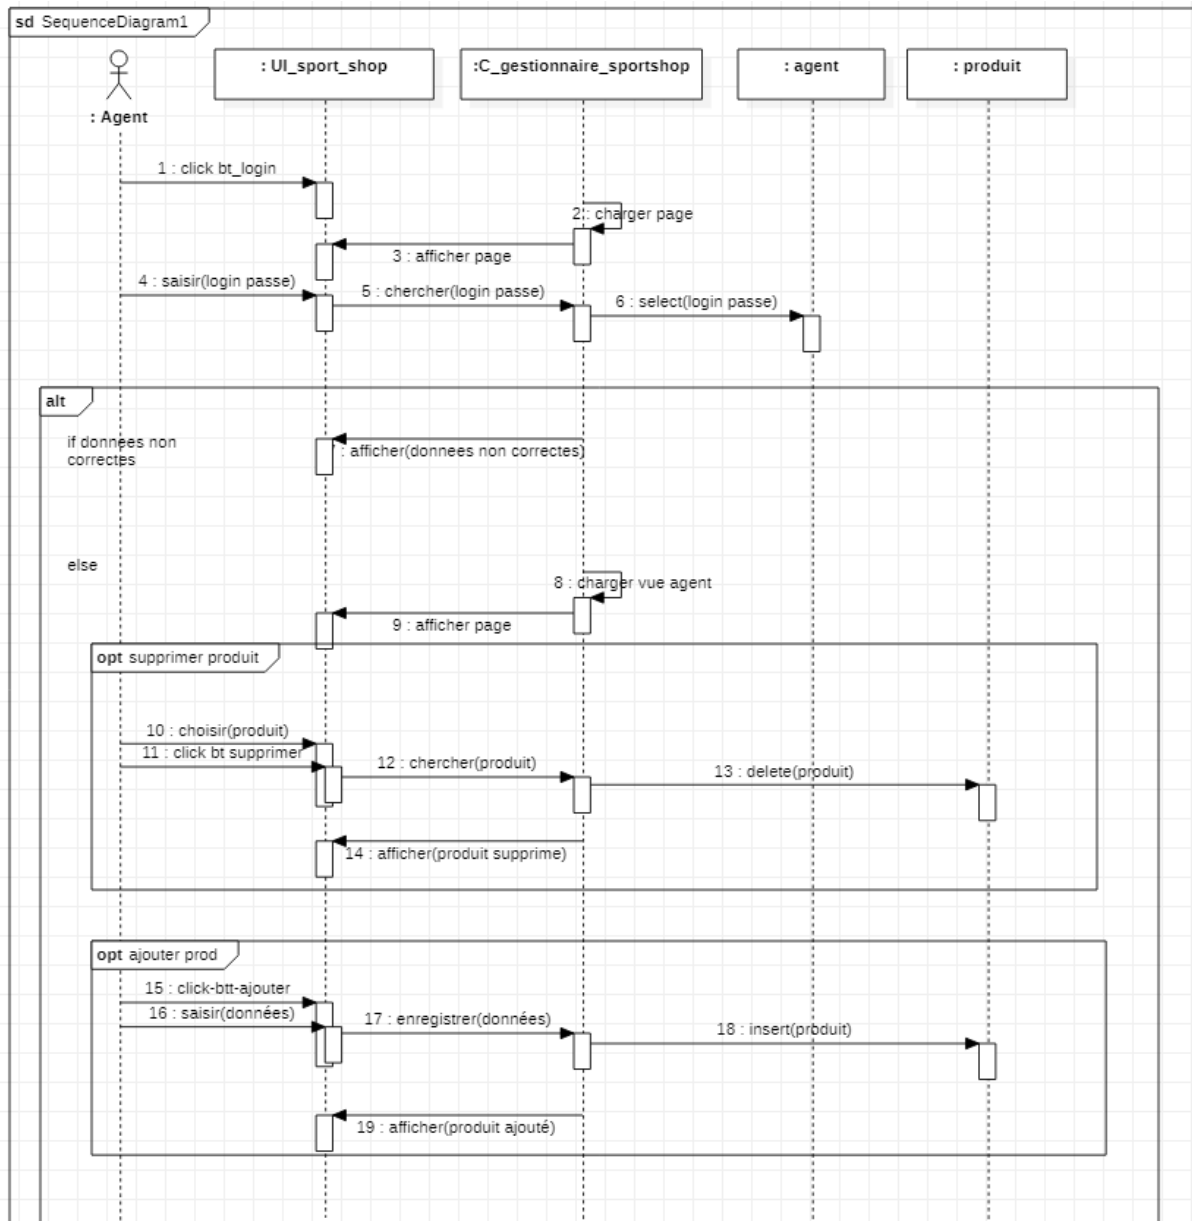 sd SequenceDiagram1
: UI_sport_shop
:C_gestionnaire_sportshop
: agent
: produit
: Agent
1 : click bt_login
2 : charger page
3 : afficher page
4 : saisir(login passe)
5 : chercher(login passe)
6 : select(login passe)
alt
if donnees non
correctes
: afficher(donnees non correctes)
else
8 : charger vue agent
9 : afficher page
opt supprimer produit
10 : choisir(produit)
11 : click bt supprimer
12 : chercher(produit)
13 : delete(produit)
14 : afficher(produit supprime)
opt ajouter prod
15 : click-btt-ajouter
16 : saisir(données)
17 : enregistrer(données)
18 : insert(produit)
19 : afficher(produit ajouté)